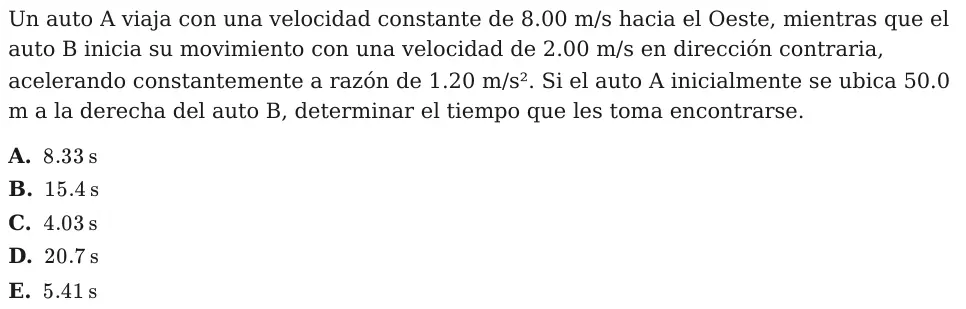 Un auto A viaja con una velocidad constante de 8.00 m/s hacia el Oeste, mientras que el
auto B inicia su movimiento con una velocidad de 2.00 m/s en dirección contraria,
acelerando constantemente a razón de 1.20 m/s². Si el auto A inicialmente se ubica 50.0
m a la derecha del auto B, determinar el tiempo que les toma encontrarse.
A. 8.33 s
B. 15.4 s
C. 4.03 s
D. 20.7 s
E. 5.41 s